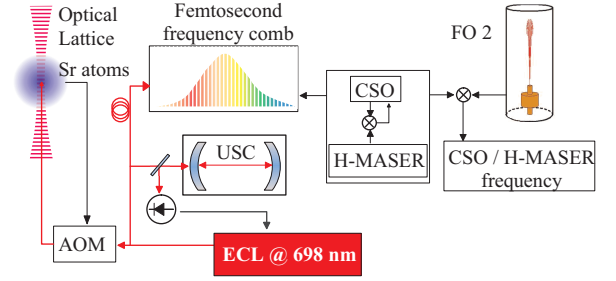 Optical
Lattice
Sr atoms
Femtosecond
frequency comb
FO 2
CSO
H-MASER
CSO / H-MASER
frequency
USC
AOM
ECL @ 698 nm